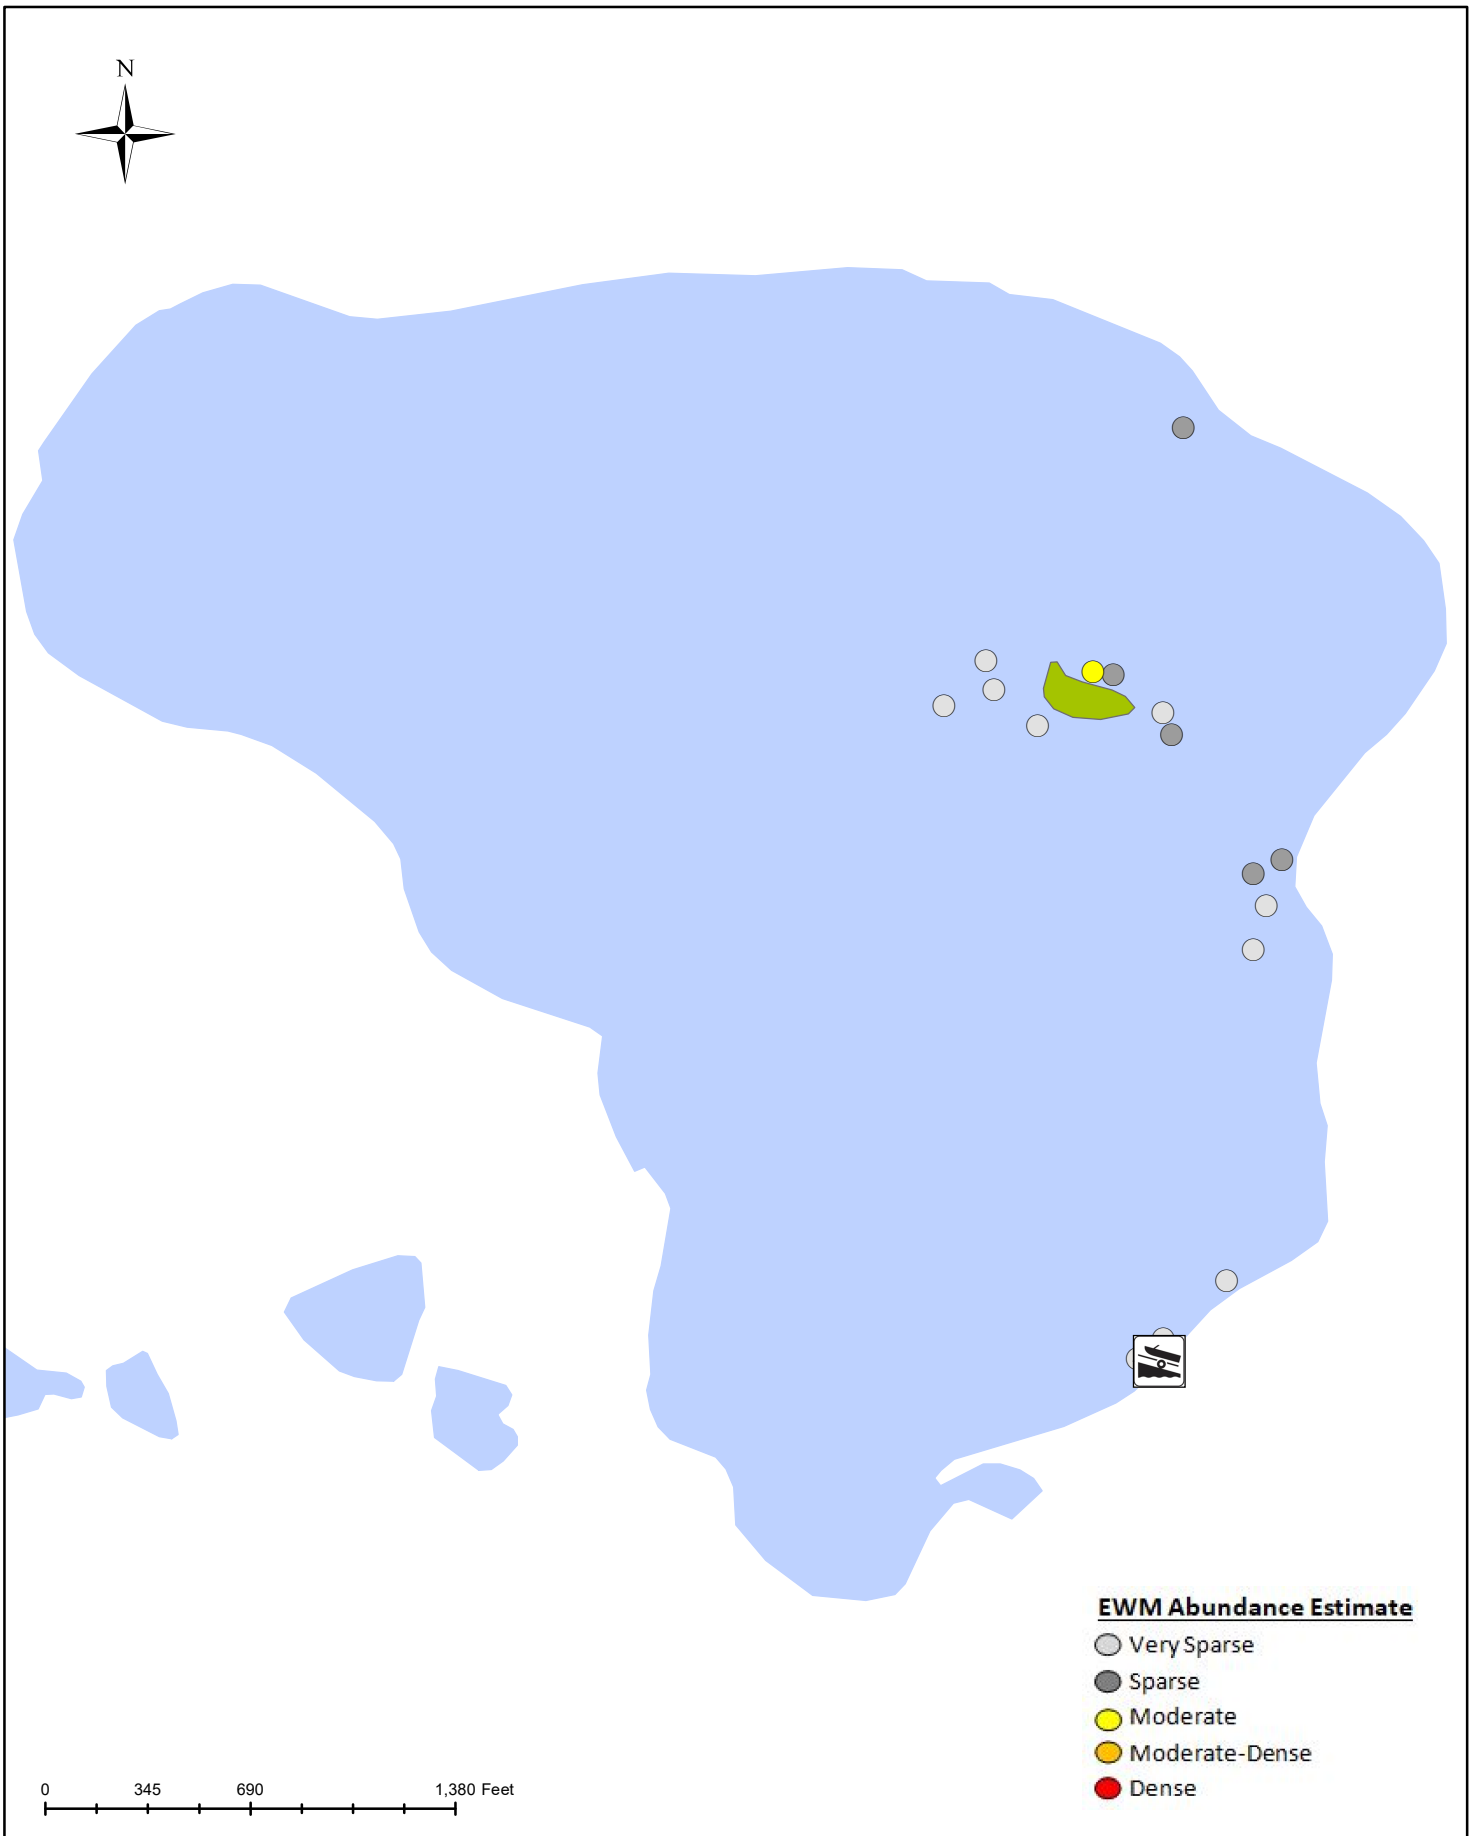 N
EWM Abundance Estimate
Very Sparse
Sparse
Moderate
Moderate-Dense
Dense
0 345 690 1,380 Feet